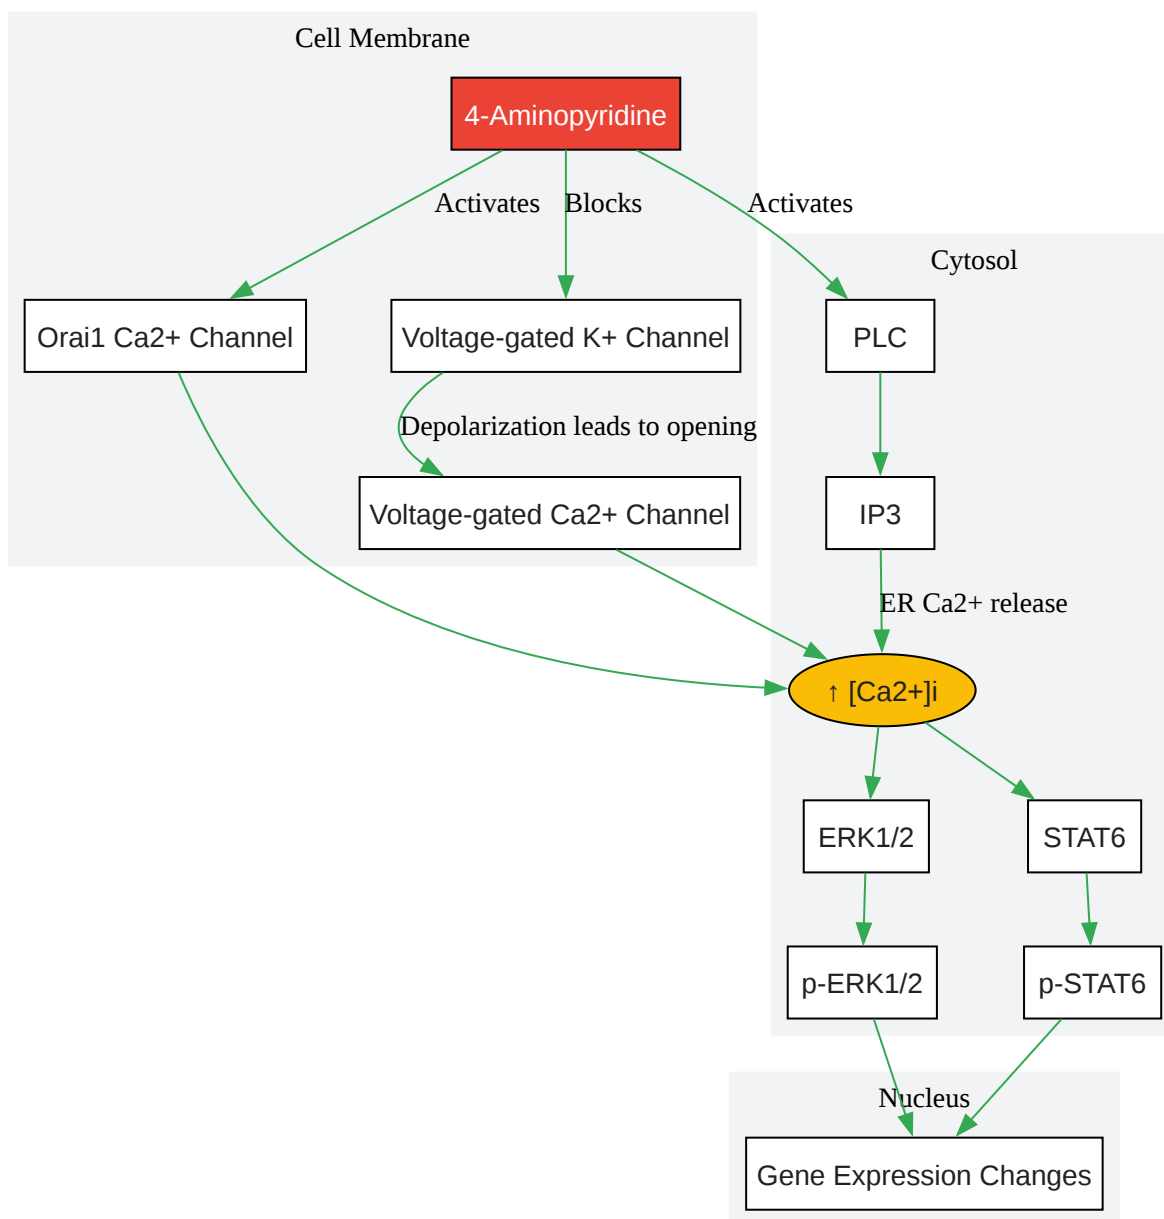 Cell Membrane
4-Aminopyridine
Activates
Blocks
Activates
Cytosol
Orai1 Ca2+ Channel
Voltage-gated K+ Channel
PLC
Depolarization leads to opening
Voltage-gated Ca2+ Channel
IP3
ER Ca2+ release
↑ [Ca2+]i
ERK1/2
STAT6
p-ERK1/2
p-STAT6
Nucleus
Gene Expression Changes